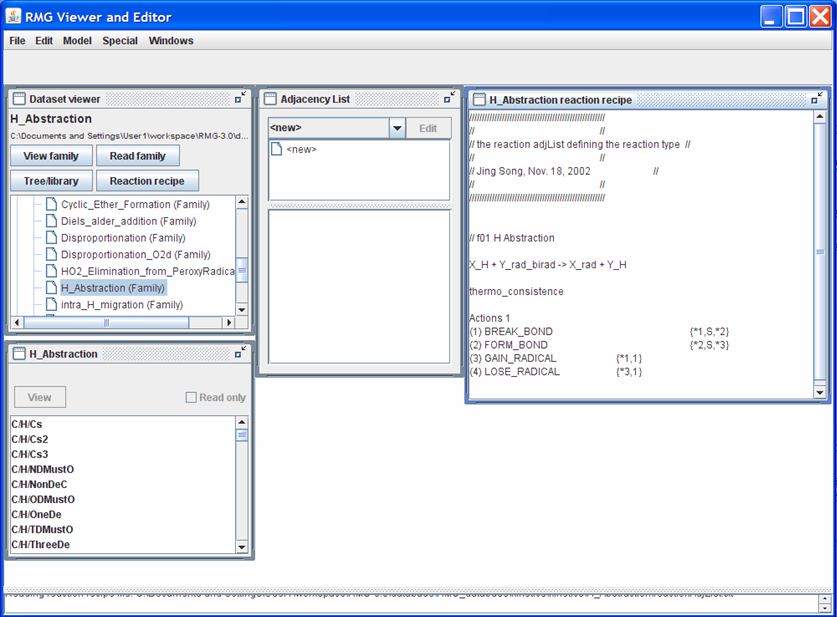 RMG Viewer and Editor
File Edit Model Special Windows
Dataset viewer
H_Abstraction
C:\Documents and Settings\User1\workspace\RMG-3.0\d...
View family Read family
Tree/library Reaction recipe
Cyclic_Ether_Formation (Family)
Diels_alder_addition (Family)
Disproportionation (Family)
Disproportionation_O2d (Family)
HO2_Elimination_from_PeroxyRadica
H_Abstraction (Family)
intra_H_migration (Family)
H_Abstraction
View Read only
C/H/Cs
C/H/Cs2
C/H/Cs3
C/H/NDMustO
C/H/NonDeC
C/H/ODMustO
C/H/OneDe
C/H/TDMustO
C/H/ThreeDe
Adjacency List
<new> Edit
<new>
H_Abstraction reaction recipe
// //
// the reaction adjList defining the reaction type //
// //
// Jing Song, Nov. 18, 2002 //
// //
// f01 H Abstraction
X_H + Y_rad_birad -> X_rad + Y_H
thermo_consistence
Actions 1
(1) BREAK_BOND {*1,S,*2}
(2) FORM_BOND {*2,S,*3}
(3) GAIN_RADICAL {*1,1}
(4) LOSE_RADICAL {*3,1}